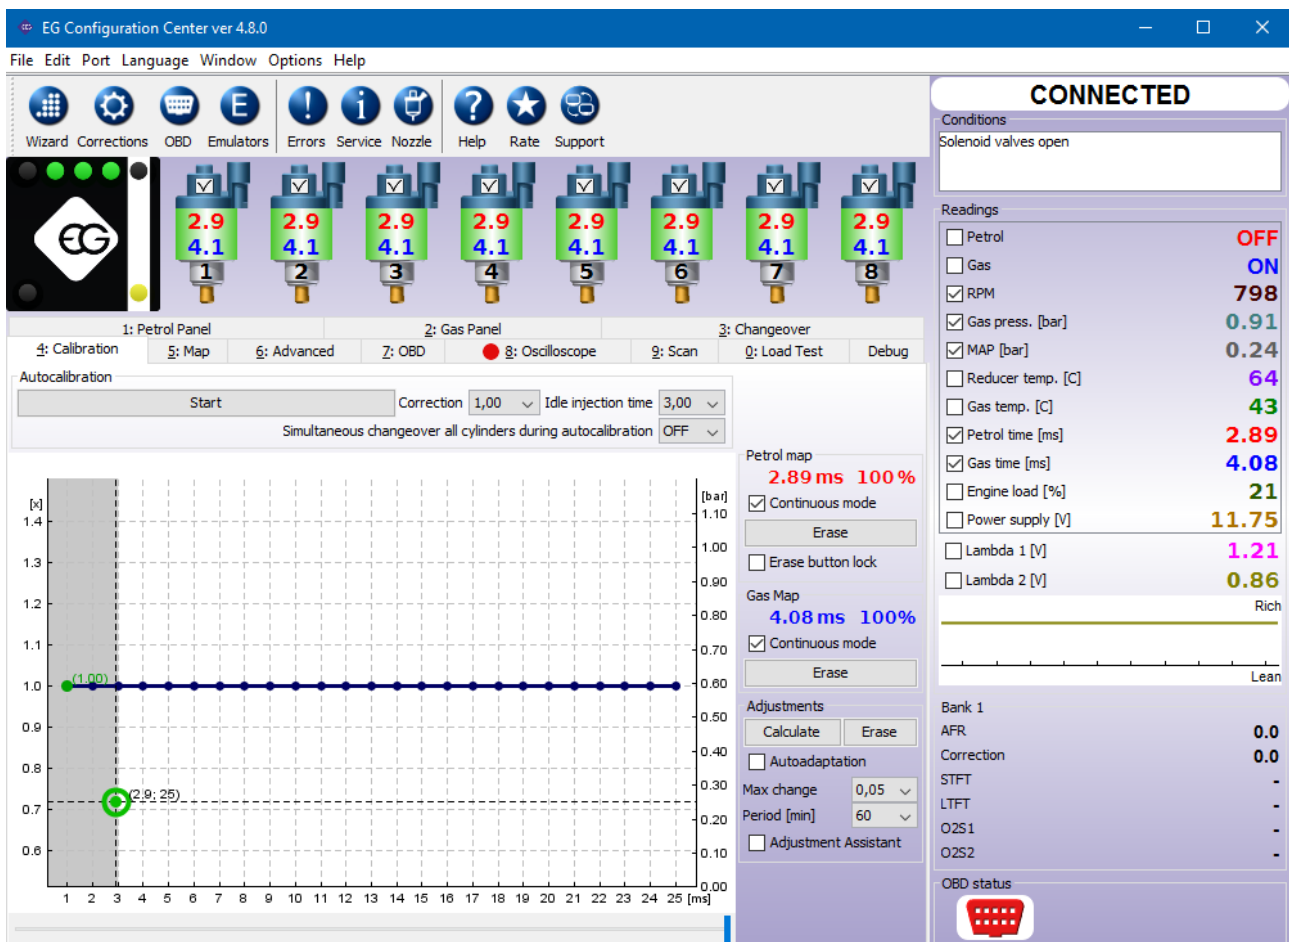 EG Configuration Center ver 4.8.0
File Edit Port Language Window Options Help
Wizard Corrections OBD Emulators Errors Service Nozzle Help Rate Support
E ! i ?
EG
2.9 2.9 2.9 2.9 2.9 2.9 2.9 2.9
4.1 4.1 4.1 4.1 4.1 4.1 4.1 4.1
1 2 3 4 5 6 7 8
1: Petrol Panel 2: Gas Panel 3: Changeover
4: Calibration 5: Map 6: Advanced 7: OBD 8: Oscilloscope 9: Scan 0: Load Test Debug
Autocalibration
Start Correction 1,00 Idle injection time 3,00
Simultaneous changeover all cylinders during autocalibration OFF
[x]
1.4
1.3
1.2
1.1
1.0
0.9
0.8
0.7
0.6
(1.00)
(2.9; 25)
[bar]
1.10
1.00
0.90
0.80
0.70
0.60
0.50
0.40
0.30
0.20
0.10
0.00
1 2 3 4 5 6 7 8 9 10 11 12 13 14 15 16 17 18 19 20 21 22 23 24 25 [ms]
Petrol map
2.89 ms 100 %
Continuous mode
Erase
Erase button lock
Gas Map
4.08 ms 100%
Continuous mode
Erase
Adjustments
Calculate Erase
Autoadaptation
Max change 0,05
Period [min] 60
Adjustment Assistant
CONNECTED
Conditions
Solenoid valves open
Readings
Petrol OFF
Gas ON
RPM 798
Gas press. [bar] 0.91
MAP [bar] 0.24
Reducer temp. [C] 64
Gas temp. [C] 43
Petrol time [ms] 2.89
Gas time [ms] 4.08
Engine load [%] 21
Power supply [V] 11.75
Lambda 1 [V] 1.21
Lambda 2 [V] 0.86
Rich
Lean
Bank 1
AFR 0.0
Correction 0.0
STFT -
LTFT -
O2S1 -
O2S2 -
OBD status